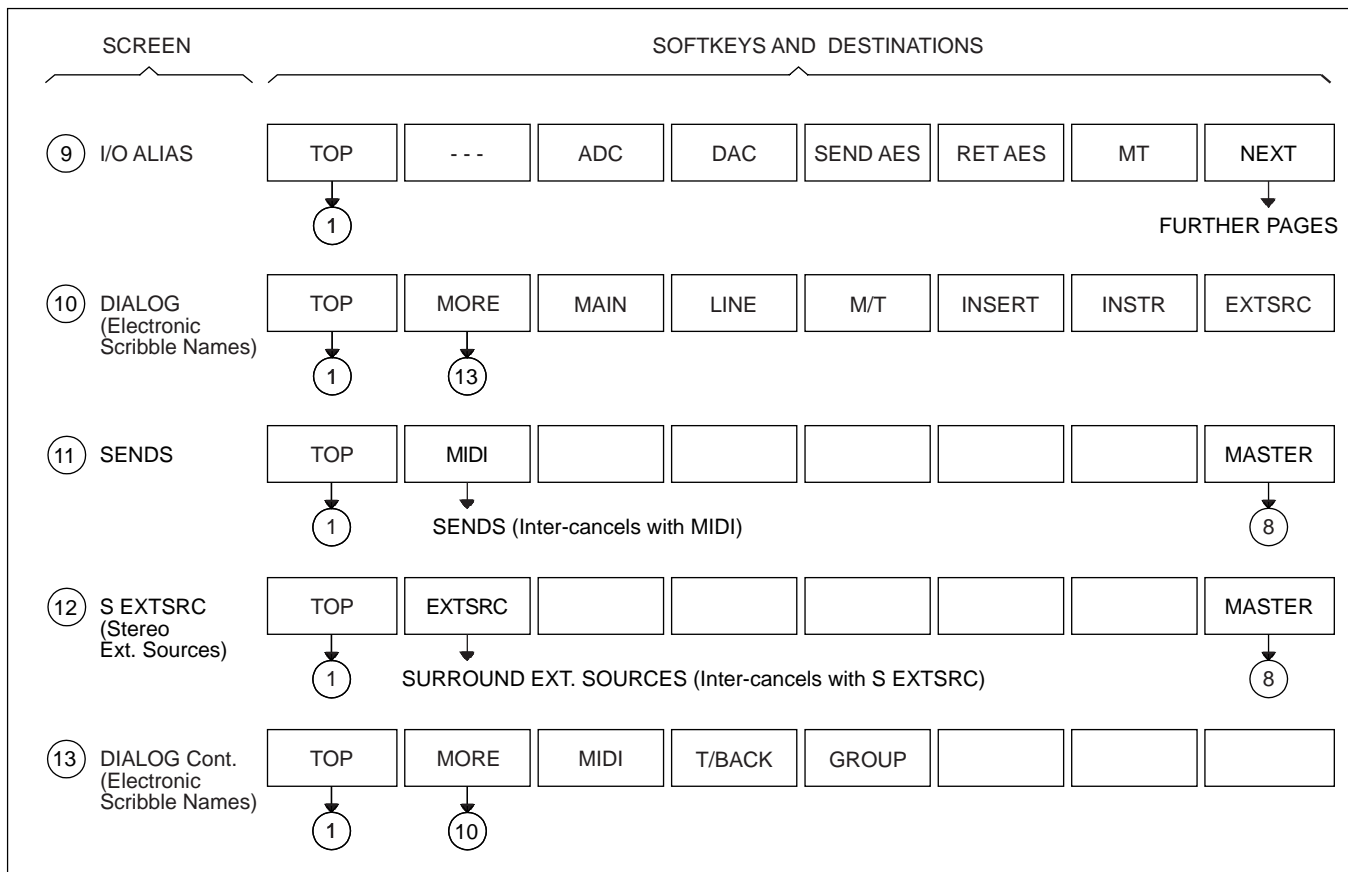 SCREEN SOFTKEYS AND DESTINATIONS
9 I/O ALIAS TOP - - - ADC DAC SEND AES RET AES MT NEXT
1 FURTHER PAGES
10 DIALOG TOP MORE MAIN LINE M/T INSERT INSTR EXTSRC
(Electronic
Scribble Names)
1 13
11 SENDS TOP MIDI MASTER
1 SENDS (Inter-cancels with MIDI) 8
12 S EXTSRC TOP EXTSRC MASTER
(Stereo
Ext. Sources)
1 SURROUND EXT. SOURCES (Inter-cancels with S EXTSRC) 8
13 DIALOG Cont. TOP MORE MIDI T/BACK GROUP
(Electronic
Scribble Names)
1 10